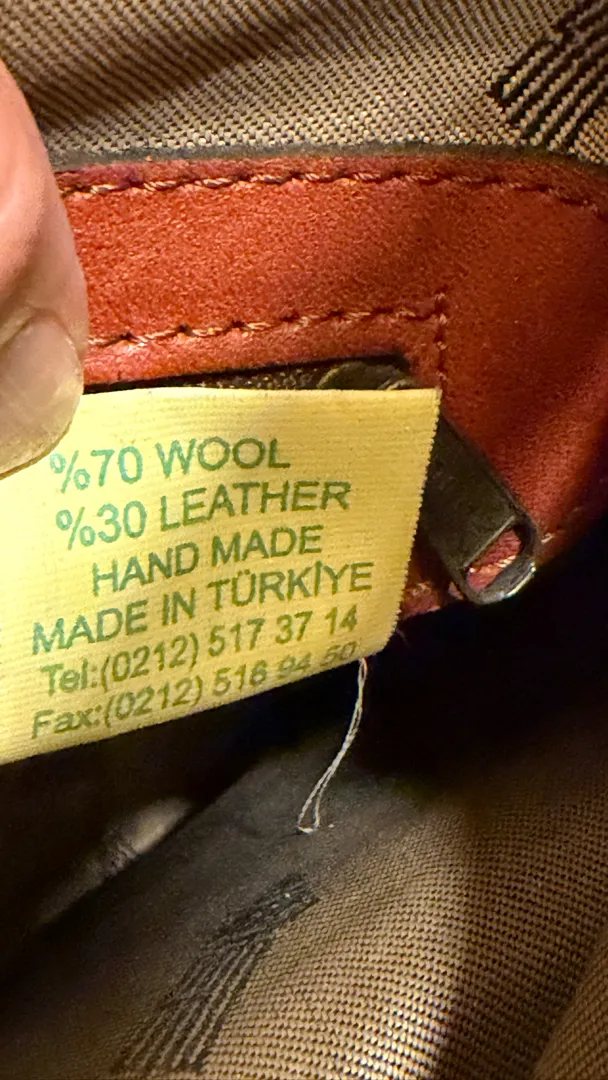 %70 WOOL
%30 LEATHER
HAND MADE
MADE IN TÜRKİYE
Tel:(0212) 517 37 14
Fax:(0212) 516 94 50